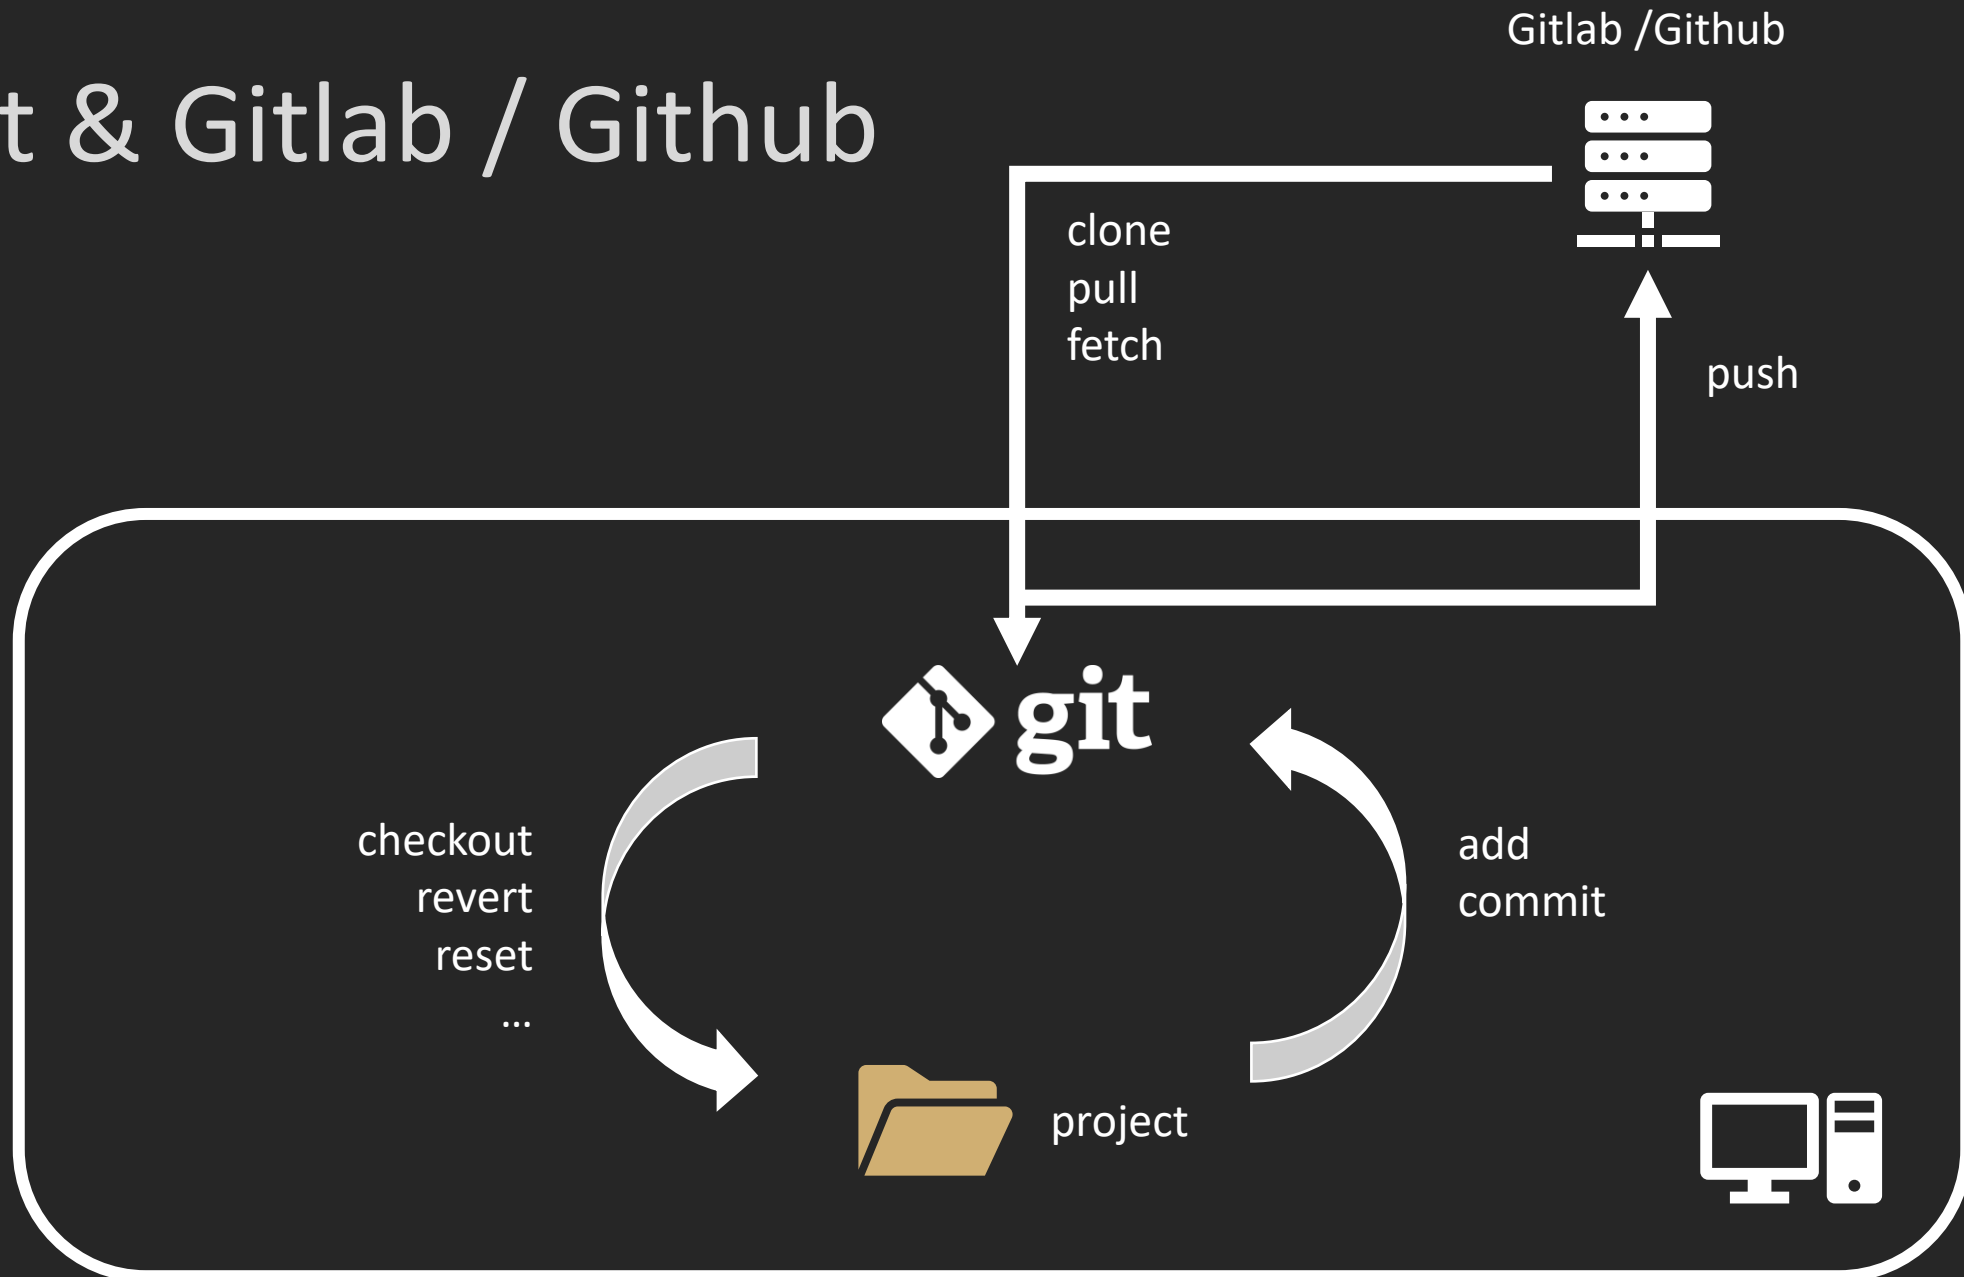 Gitlab /Github
t & Gitlab / Github
clone
pull
fetch
push
git
checkout
revert
reset
...
add
commit
project